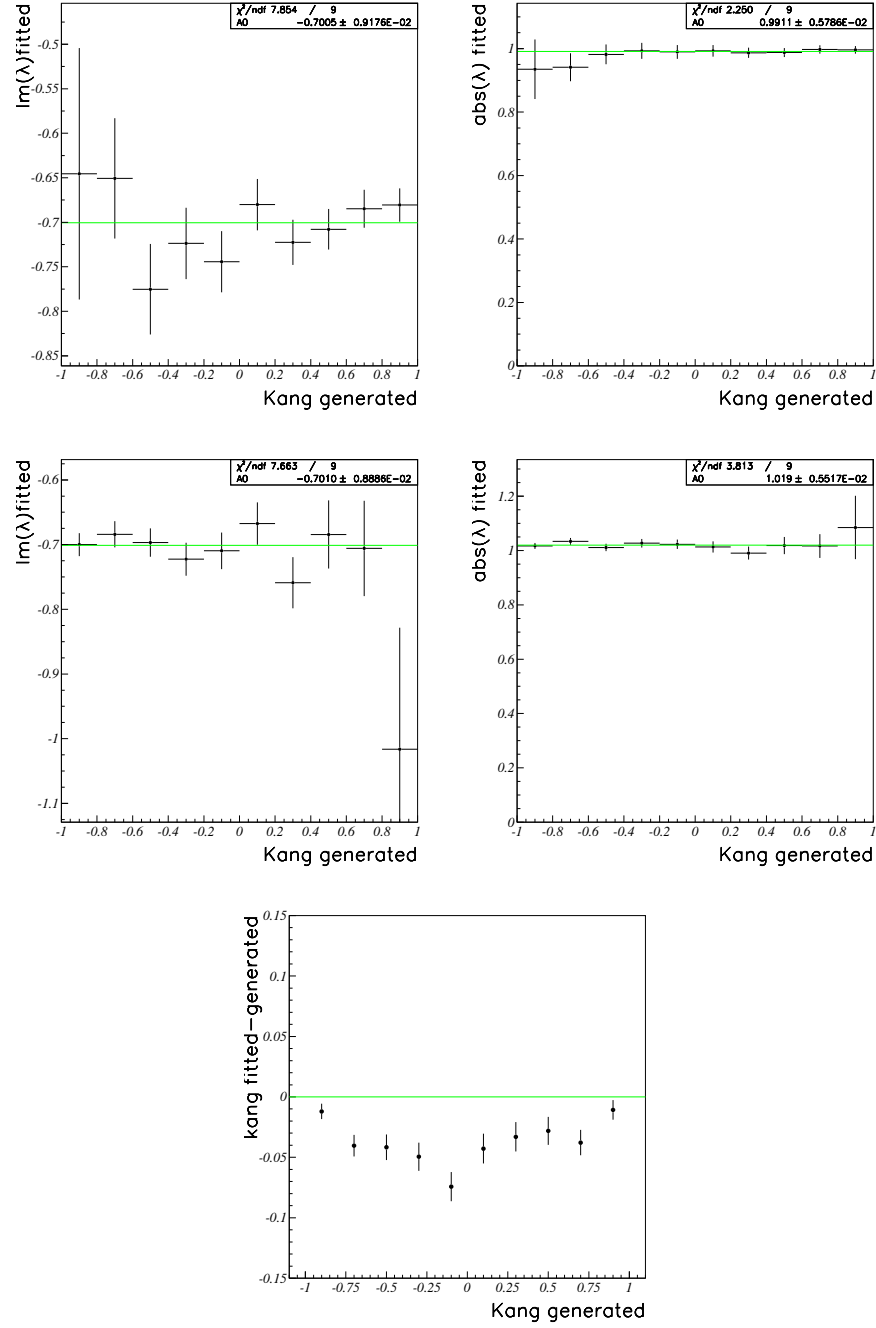 χ²/ndf 7.854 / 9
A0 -0.7005 ± 0.9176E-02
Im(λ)fitted
-0.5
-0.55
-0.6
-0.65
-0.7
-0.75
-0.8
-0.85
-1 -0.8 -0.6 -0.4 -0.2 0 0.2 0.4 0.6 0.8 1
Kang generated
χ²/ndf 2.250 / 9
A0 0.9911 ± 0.5786E-02
abs(λ) fitted
1
0.8
0.6
0.4
0.2
0
-1 -0.8 -0.6 -0.4 -0.2 0 0.2 0.4 0.6 0.8 1
Kang generated
χ²/ndf 7.663 / 9
A0 -0.7010 ± 0.8886E-02
Im(λ)fitted
-0.6
-0.7
-0.8
-0.9
-1
-1.1
-1 -0.8 -0.6 -0.4 -0.2 0 0.2 0.4 0.6 0.8 1
Kang generated
χ²/ndf 3.813 / 9
A0 1.019 ± 0.5517E-02
abs(λ) fitted
1.2
1
0.8
0.6
0.4
0.2
0
-1 -0.8 -0.6 -0.4 -0.2 0 0.2 0.4 0.6 0.8 1
Kang generated
kang fitted-generated
0.15
0.1
0.05
0
-0.05
-0.1
-0.15
-1 -0.75 -0.5 -0.25 0 0.25 0.5 0.75 1
Kang generated